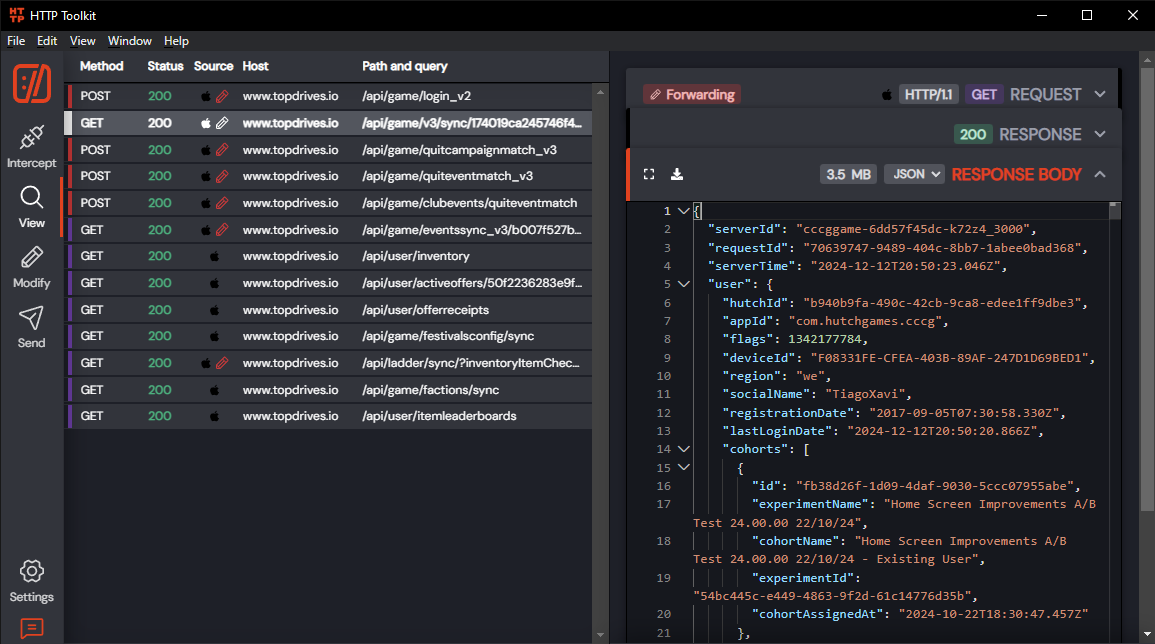 HTTP Toolkit
File Edit View Window Help
Method Status Source Host Path and query
POST 200 www.topdrives.io /api/game/login_v2
GET 200 www.topdrives.io /api/game/v3/sync/174019ca245746f4...
POST 200 www.topdrives.io /api/game/quitcampaignmatch_v3
POST 200 www.topdrives.io /api/game/quiteventmatch_v3
POST 200 www.topdrives.io /api/game/clubevents/quiteventmatch
GET 200 www.topdrives.io /api/game/eventssync_v3/b007f527b...
GET 200 www.topdrives.io /api/user/inventory
GET 200 www.topdrives.io /api/user/activeoffers/50f2236283e9f...
GET 200 www.topdrives.io /api/user/offerreceipts
GET 200 www.topdrives.io /api/game/festivalsconfig/sync
GET 200 www.topdrives.io /api/ladder/sync/?inventoryItemChec...
GET 200 www.topdrives.io /api/game/factions/sync
GET 200 www.topdrives.io /api/user/itemleaderboards
Intercept
View
Modify
Send
Settings
Forwarding HTTP/1.1 GET REQUEST
200 RESPONSE
3.5 MB JSON RESPONSE BODY
1 {
2 "serverId": "cccggame-6dd57f45dc-k72z4_3000",
3 "requestId": "70639747-9489-404c-8bb7-1abee0bad368",
4 "serverTime": "2024-12-12T20:50:23.046Z",
5 "user": {
6 "hutchId": "b940b9fa-490c-42cb-9ca8-edee1ff9dbe3",
7 "appId": "com.hutchgames.cccg",
8 "flags": 1342177784,
9 "deviceId": "F08331FE-CFEA-403B-89AF-247D1D69BED1",
10 "region": "we",
11 "socialName": "TiagoXavi",
12 "registrationDate": "2017-09-05T07:30:58.330Z",
13 "lastLoginDate": "2024-12-12T20:50:20.866Z",
14 "cohorts": [
15 {
16 "id": "fb38d26f-1d09-4daf-9030-5ccc07955abe",
17 "experimentName": "Home Screen Improvements A/B
Test 24.00.00 22/10/24",
18 "cohortName": "Home Screen Improvements A/B
Test 24.00.00 22/10/24 - Existing User",
19 "experimentId":
"54bc445c-e449-4863-9f2d-61c14776d35b",
20 "cohortAssignedAt": "2024-10-22T18:30:47.457Z"
21 },